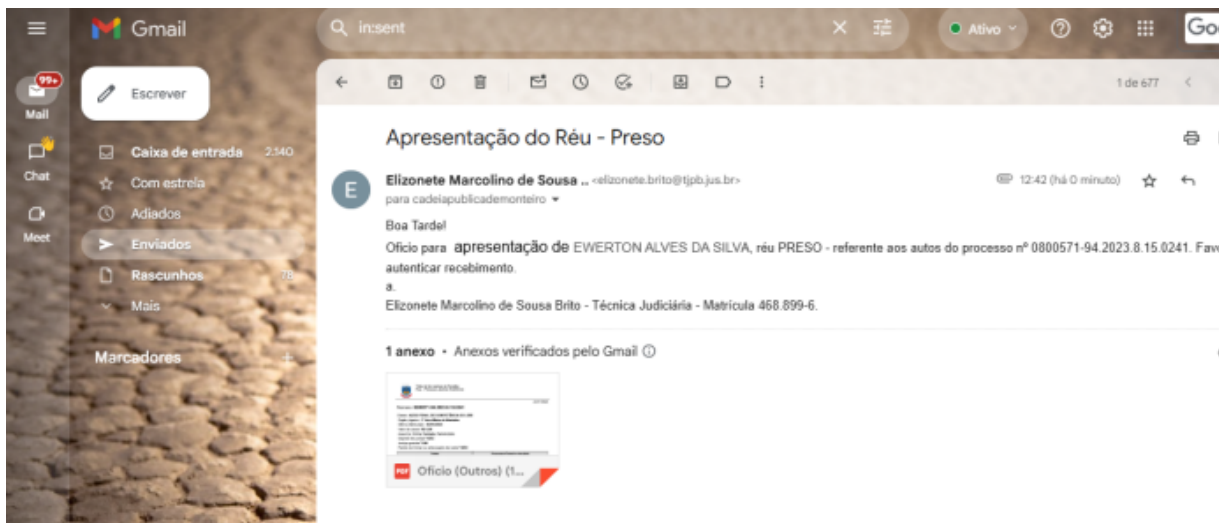 Gmail
in:sent
Ativo
Goo
99+
Mail
Chat
Meet
Escrever
Caixa de entrada 2.140
Com estrela
Adiados
Enviados
Rascunhos 78
Mais
Marcadores
1 de 677
Apresentação do Réu - Preso
E
Elizonete Marcolino de Sousa .. <elizonete.brito@tjpb.jus.br>
12:42 (há 0 minuto)
para cadeiapublicademonteiro
Boa Tarde!
Oficio para apresentação de EWERTON ALVES DA SILVA, réu PRESO - referente aos autos do processo nº 0800571-94.2023.8.15.0241. Fav
autenticar recebimento.
a.
Elizonete Marcolino de Sousa Brito - Técnica Judiciária - Matrícula 468.899-6.
1 anexo • Anexos verificados pelo Gmail
PDF Ofício (Outros) (1...